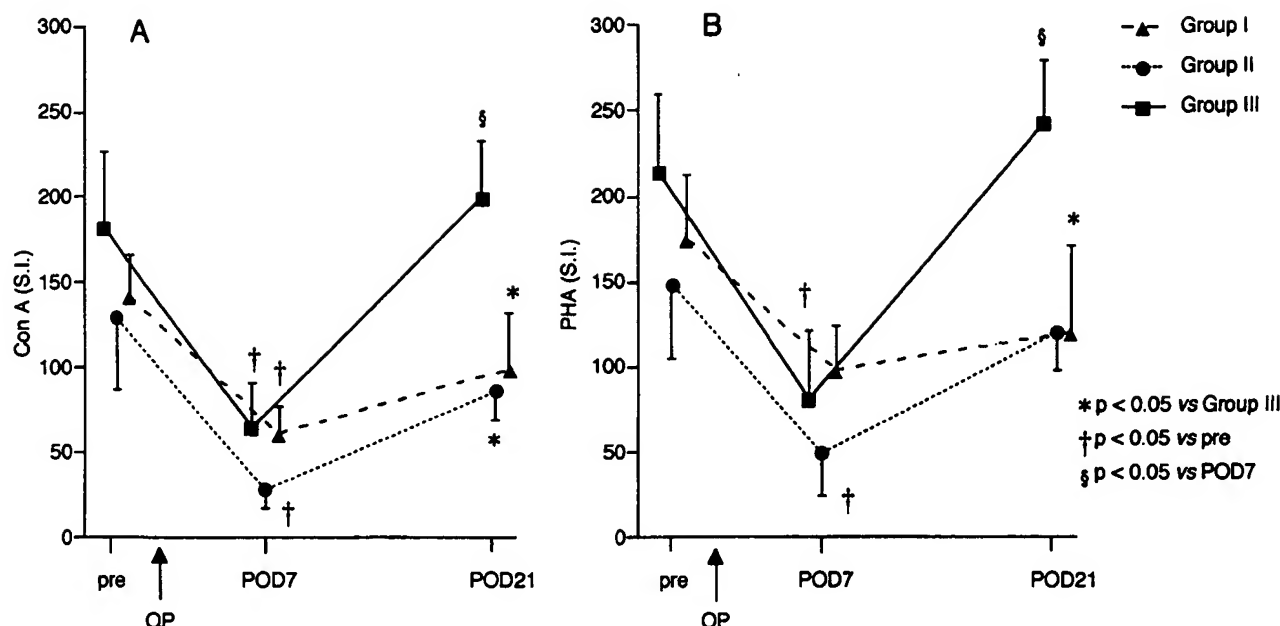 A
Con A (S.I.)
300
250
200
150
100
50
0
§
†
†
*
*
†
pre
POD7
POD21
OP
B
PHA (S.I.)
300
250
200
150
100
50
0
§
*
†
†
pre
POD7
POD21
OP
Group I
Group II
Group III
* p < 0.05 vs Group III
† p < 0.05 vs pre
§ p < 0.05 vs POD7